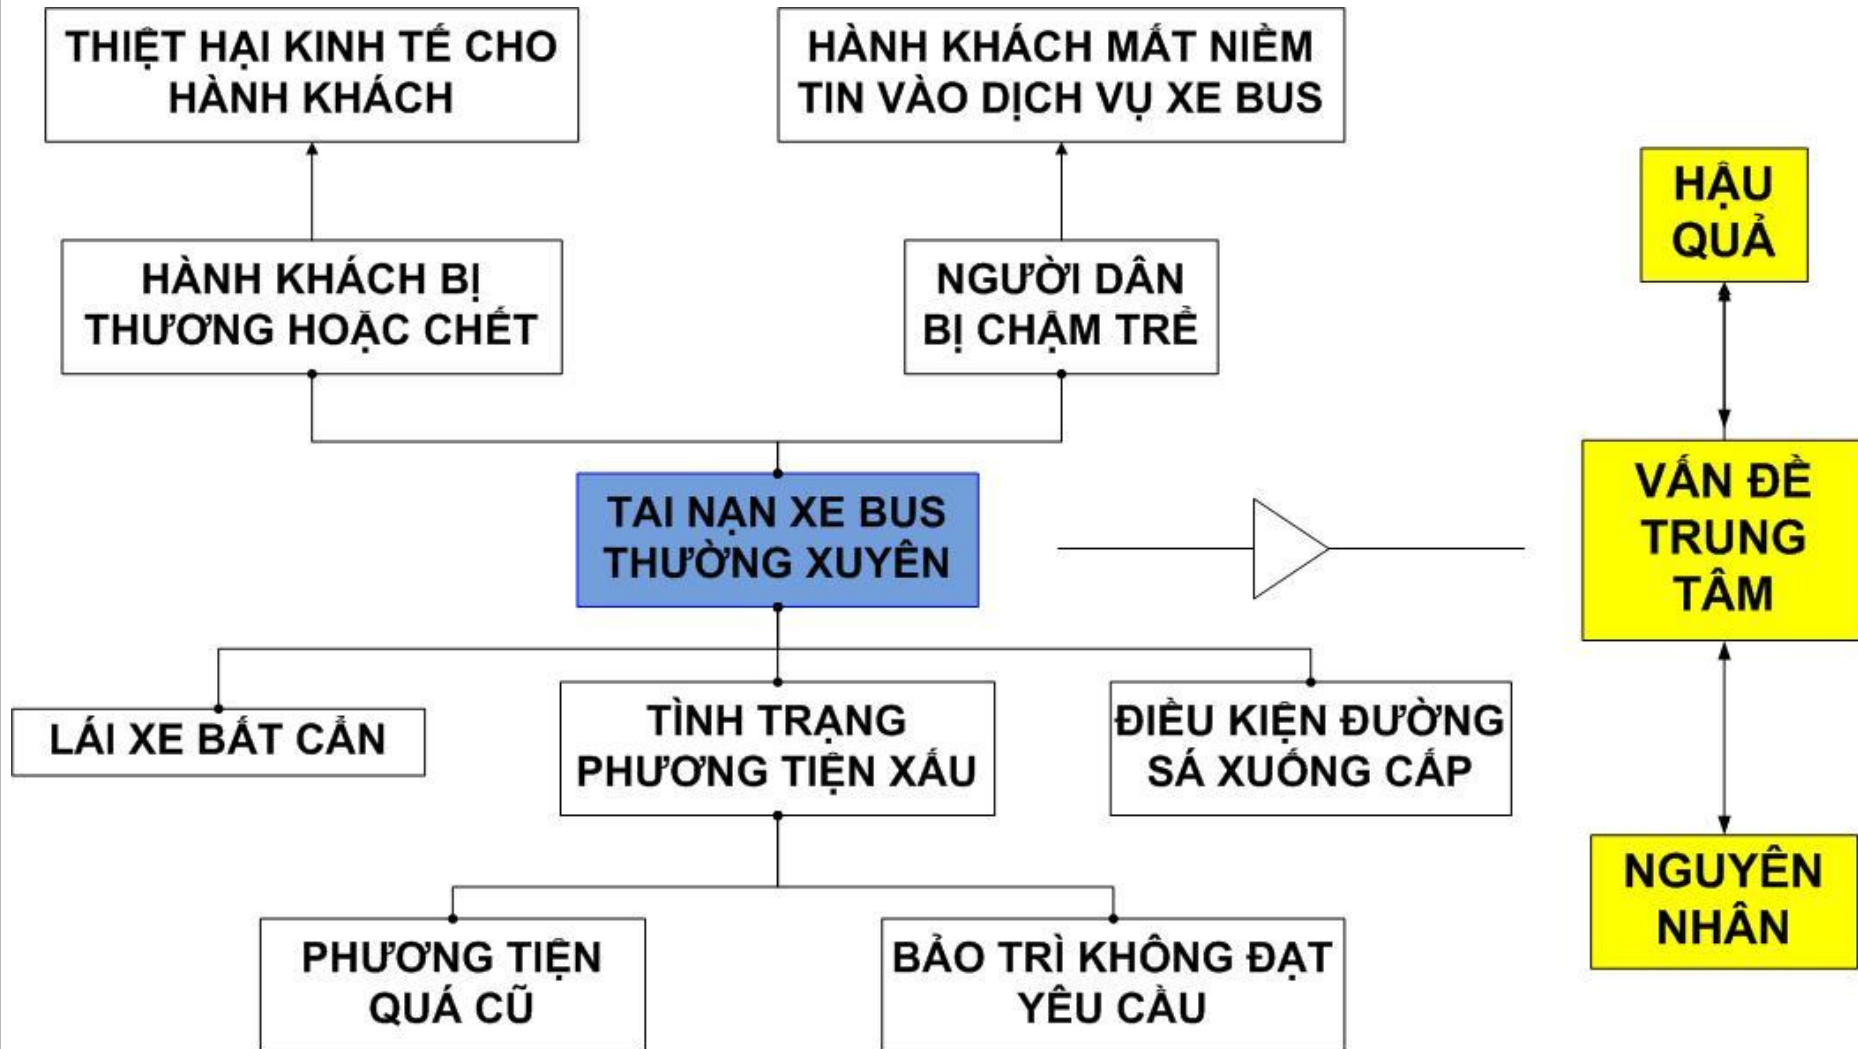 THIỆT HẠI KINH TẾ CHO
HÀNH KHÁCH
HÀNH KHÁCH MẤT NIỀM
TIN VÀO DỊCH VỤ XE BUS
HẬU
QUẢ
HÀNH KHÁCH BỊ
THƯƠNG HOẶC CHẾT
NGƯỜI DÂN
BỊ CHẬM TRỂ
TAI NẠN XE BUS
THƯỜNG XUYÊN
VẤN ĐỀ
TRUNG
TÂM
LÁI XE BẤT CẨN
TÌNH TRẠNG
PHƯƠNG TIỆN XẤU
ĐIỀU KIỆN ĐƯỜNG
SÁ XUỐNG CẤP
NGUYÊN
NHÂN
PHƯƠNG TIỆN
QUÁ CŨ
BẢO TRÌ KHÔNG ĐẠT
YÊU CẦU